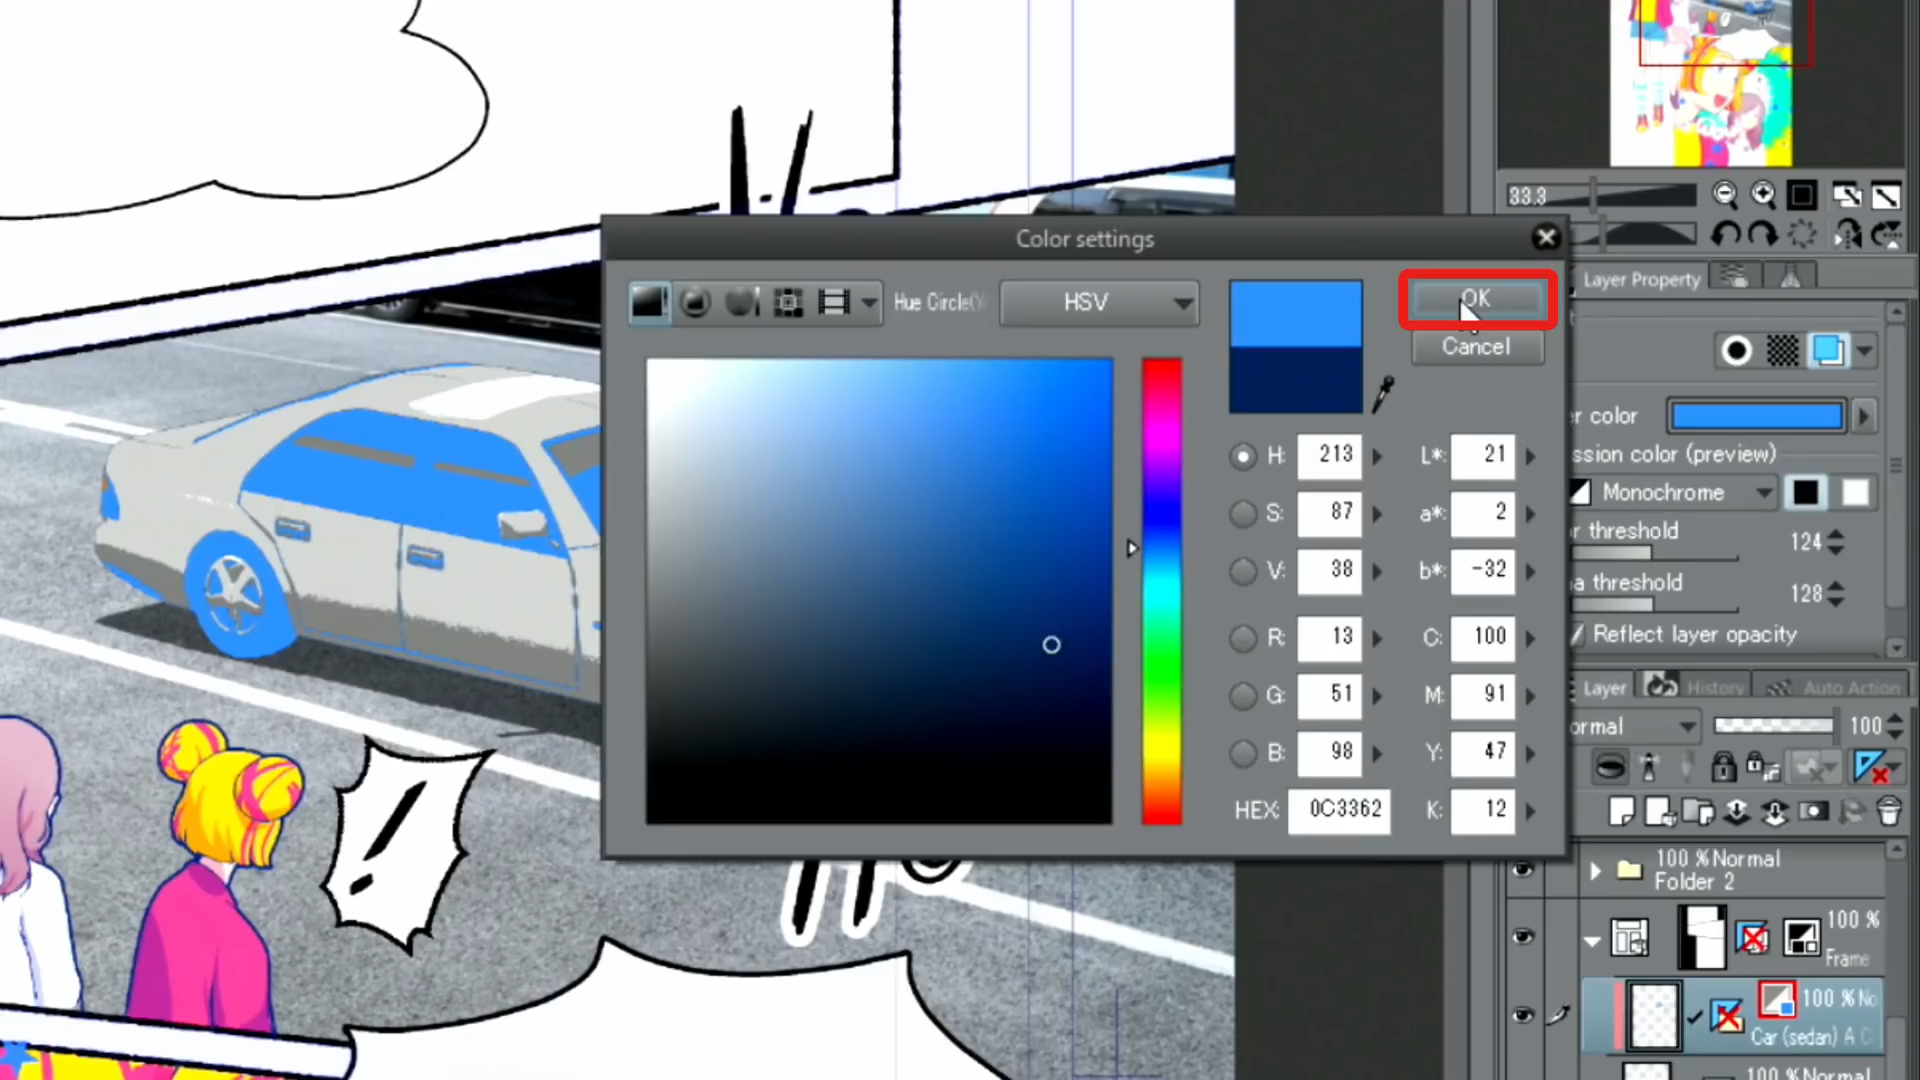 33.3
Color settings
Layer Property
Hue Circle(Y
HSV
OK
Cancel
er color
ssion color (preview)
Monochrome
r threshold
124
a threshold
128
Reflect layer opacity
H: 213 L*: 21
S: 87 a*: 2
V: 38 b*: -32
R: 13 C: 100
G: 51 M: 91
B: 98 Y: 47
HEX: 0C3362 K: 12
Layer History Auto Action
ormal 100
100 %Normal
Folder 2
100 %
Frame
100 %No
Car (sedan) A C
100 %Normal